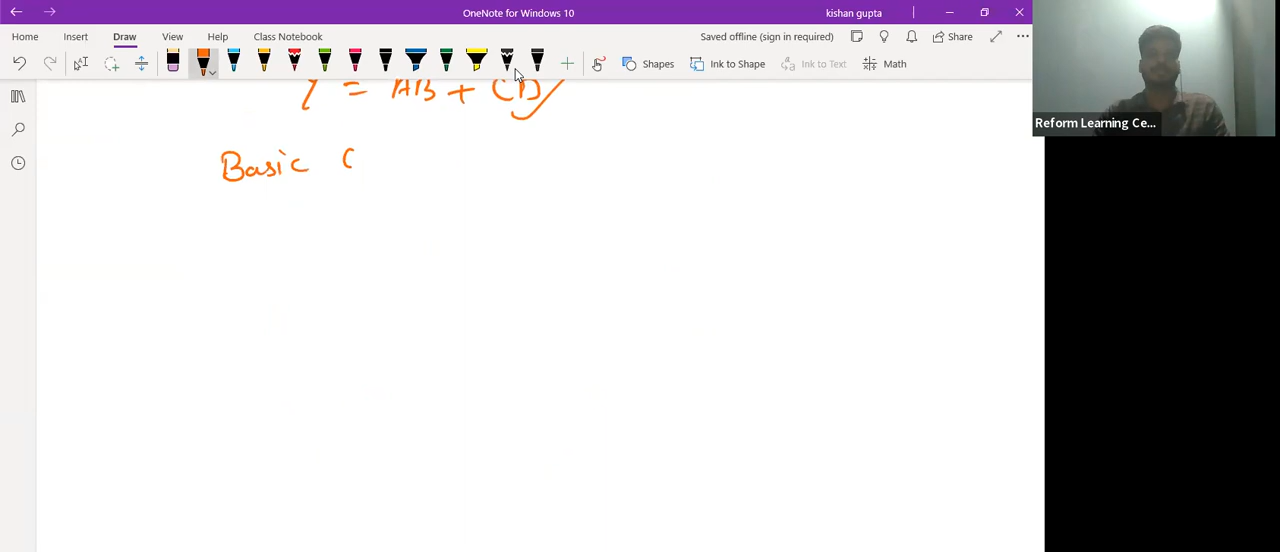 OneNote for Windows 10
kishan gupta
Home Insert Draw View Help Class Notebook
Saved offline (sign in required)
Share
Shapes
Ink to Shape
Ink to Text
Math
Reform Learning Ce...
Y = AB + CD
Basic C